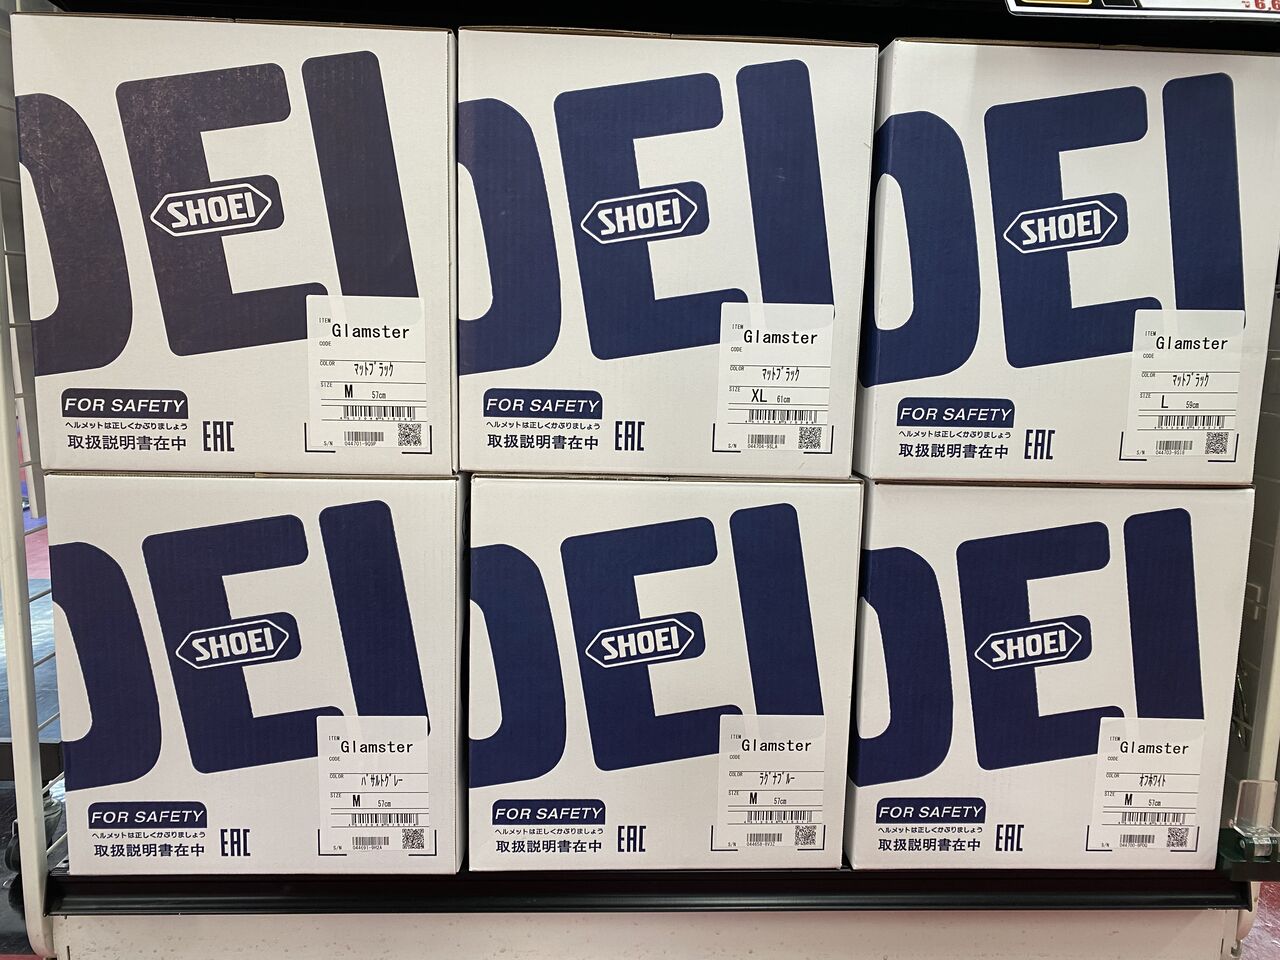 OEI
SHOEI
ITEM
Glamster
CODE
COLOR
ﾏｯﾄﾌﾞﾗｯｸ
SIZE
M 57cm
S/N
FOR SAFETY
ヘルメットは正しくかぶりましょう
取扱説明書在中
EAC
OEI
SHOEI
ITEM
Glamster
CODE
COLOR
ﾏｯﾄﾌﾞﾗｯｸ
SIZE
XL 61cm
S/N
FOR SAFETY
ヘルメットは正しくかぶりましょう
取扱説明書在中
EAC
OEI
SHOEI
ITEM
Glamster
CODE
COLOR
ﾏｯﾄﾌﾞﾗｯｸ
SIZE
L 59cm
S/N
FOR SAFETY
ヘルメットは正しくかぶりましょう
取扱説明書在中
EAC
OEI
SHOEI
ITEM
Glamster
CODE
COLOR
ﾊﾞｻﾙﾄｸﾞﾚｰ
SIZE
M 57cm
S/N
FOR SAFETY
ヘルメットは正しくかぶりましょう
取扱説明書在中
EAC
OEI
SHOEI
ITEM
Glamster
CODE
COLOR
ﾗｸﾞﾅﾌﾞﾙｰ
SIZE
M 57cm
S/N
FOR SAFETY
ヘルメットは正しくかぶりましょう
取扱説明書在中
EAC
OEI
SHOEI
ITEM
Glamster
CODE
COLOR
ｵﾌﾎﾜｲﾄ
SIZE
M 57cm
S/N
FOR SAFETY
ヘルメットは正しくかぶりましょう
取扱説明書在中
EAC